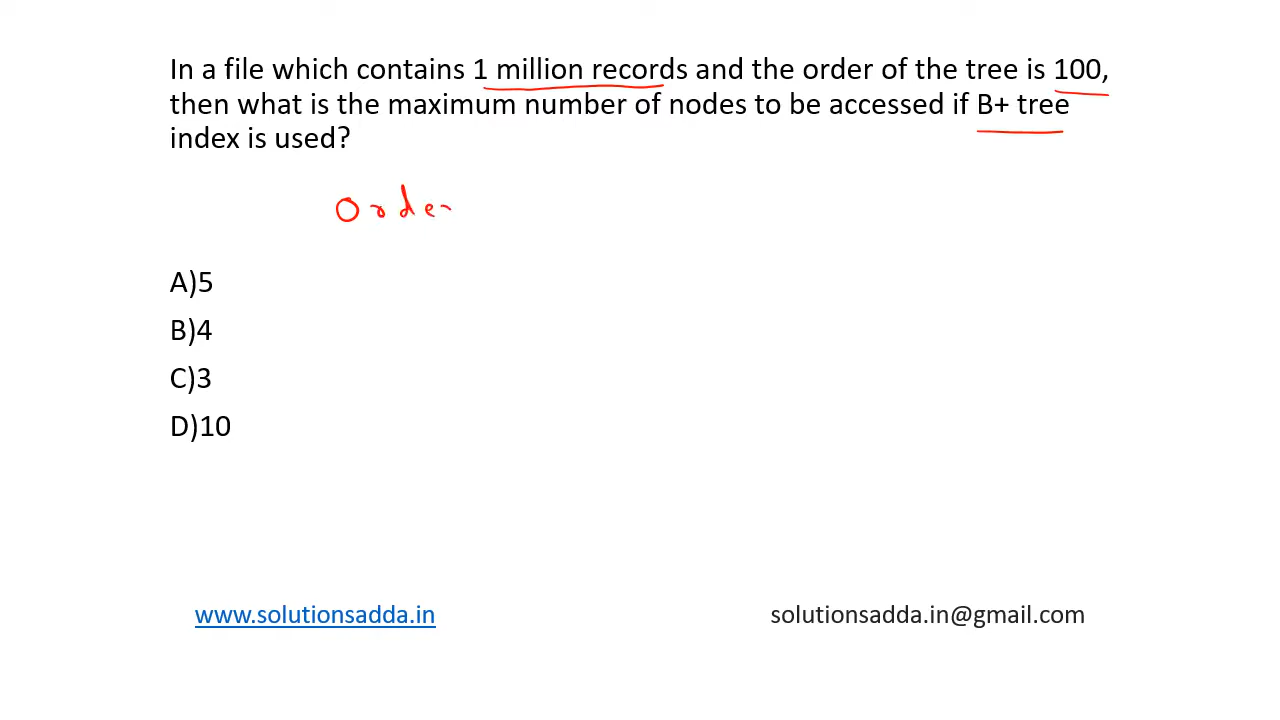 In a file which contains 1 million records and the order of the tree is 100,
then what is the maximum number of nodes to be accessed if B+ tree
index is used?
Order
A)5
B)4
C)3
D)10
www.solutionsadda.in
solutionsadda.in@gmail.com